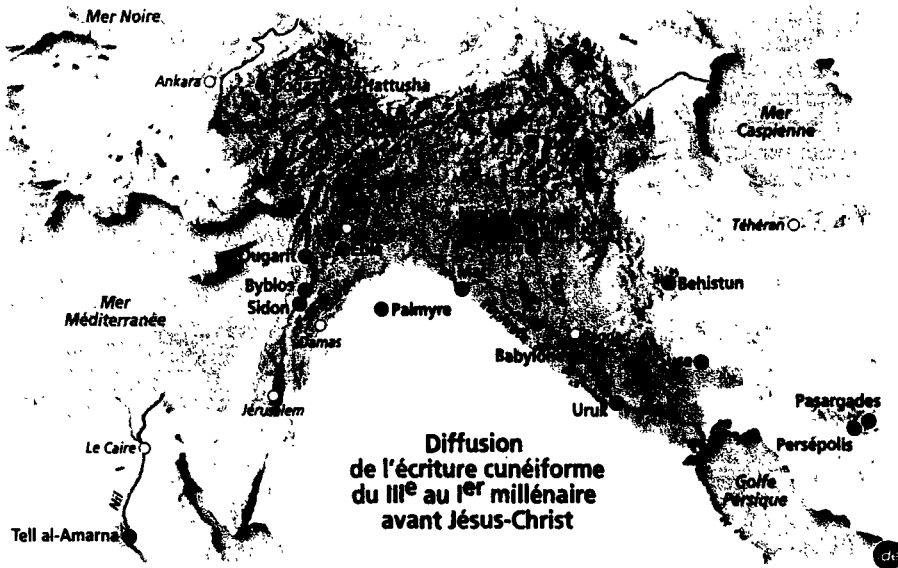 Mer Noire
Ankara
Hattusha
Mer
Caspienne
Téhéran
Ougarit
Byblos
Sidon
Mer
Méditerranée
Palmyre
Behistun
Damas
Babylone
Jérusalem
Uruk
Pasargades
Persépolis
Le Caire
Nil
Diffusion
de l'écriture cunéiforme
du IIIe au Ier millénaire
avant Jésus-Christ
Golfe
Persique
Tell al-Amarna